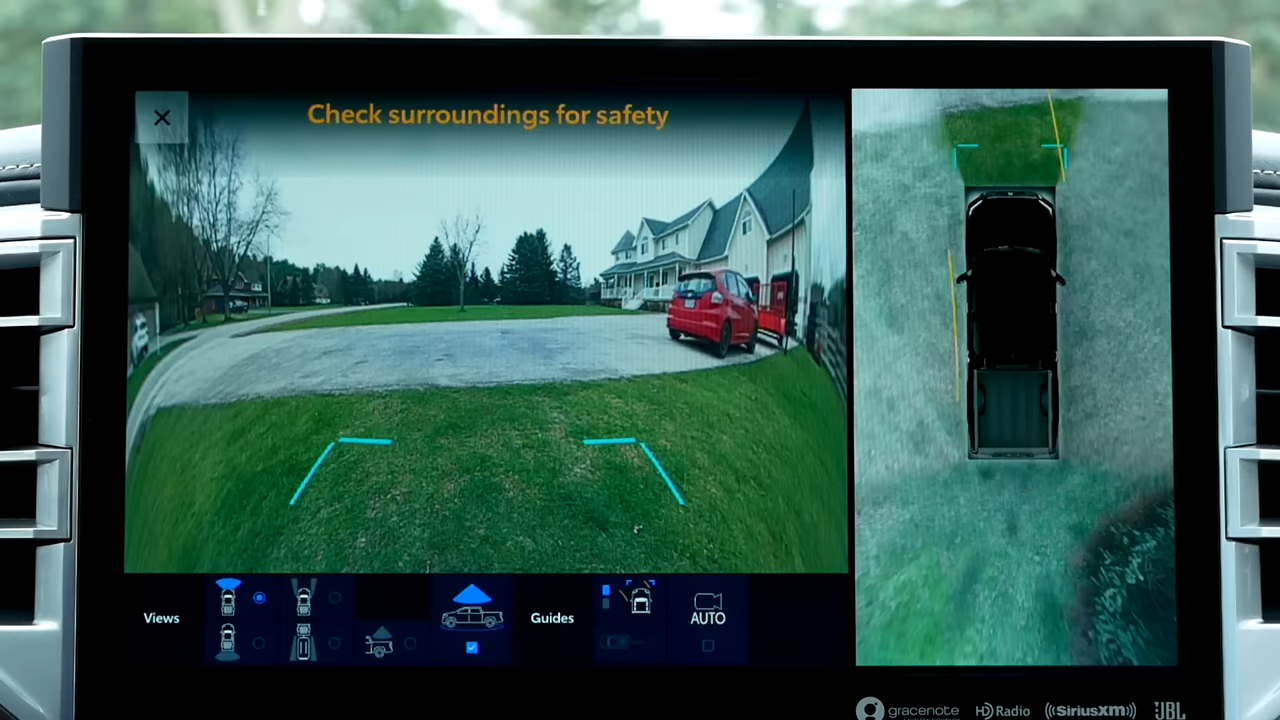 Check surroundings for safety
Views
Guides
AUTO
gracenote
HD Radio
((SiriusXM))
JBL